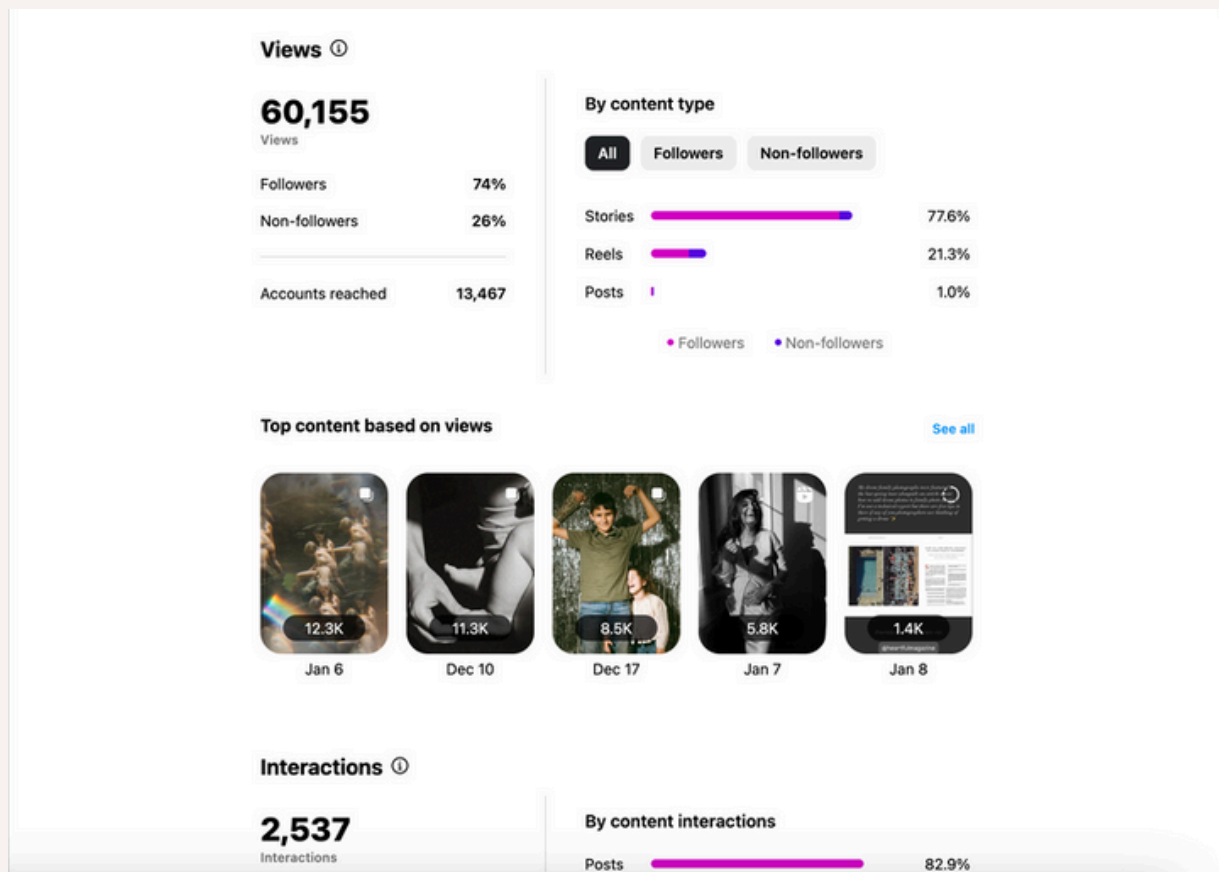 Views
60,155
Views
Followers 74%
Non-followers 26%
Accounts reached 13,467
By content type
All Followers Non-followers
Stories 77.6%
Reels 21.3%
Posts 1.0%
Followers Non-followers
Top content based on views
See all
12.3K 11.3K 8.5K 5.8K 1.4K
@heartfulmagazine
Jan 6 Dec 10 Dec 17 Jan 7 Jan 8
Interactions
2,537
Interactions
By content interactions
Posts 82.9%